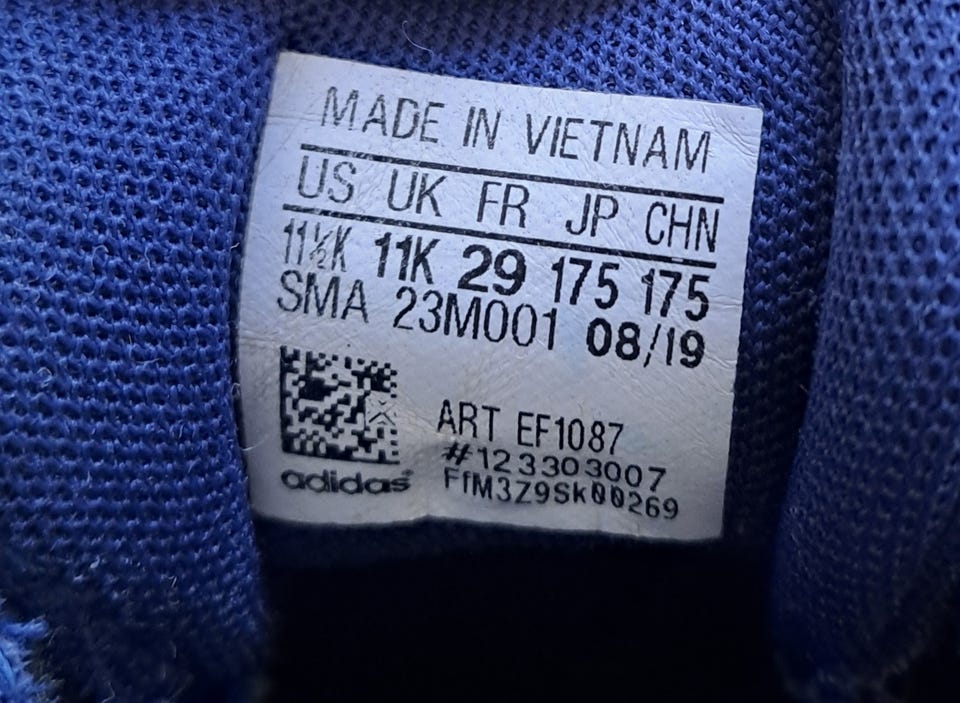 MADE IN VIETNAM
US UK FR JP CHN
11½K 11K 29 175 175
SMA 23M001 08/19
ART EF1087
#123303007
adidas FfM3Z9Sk00269